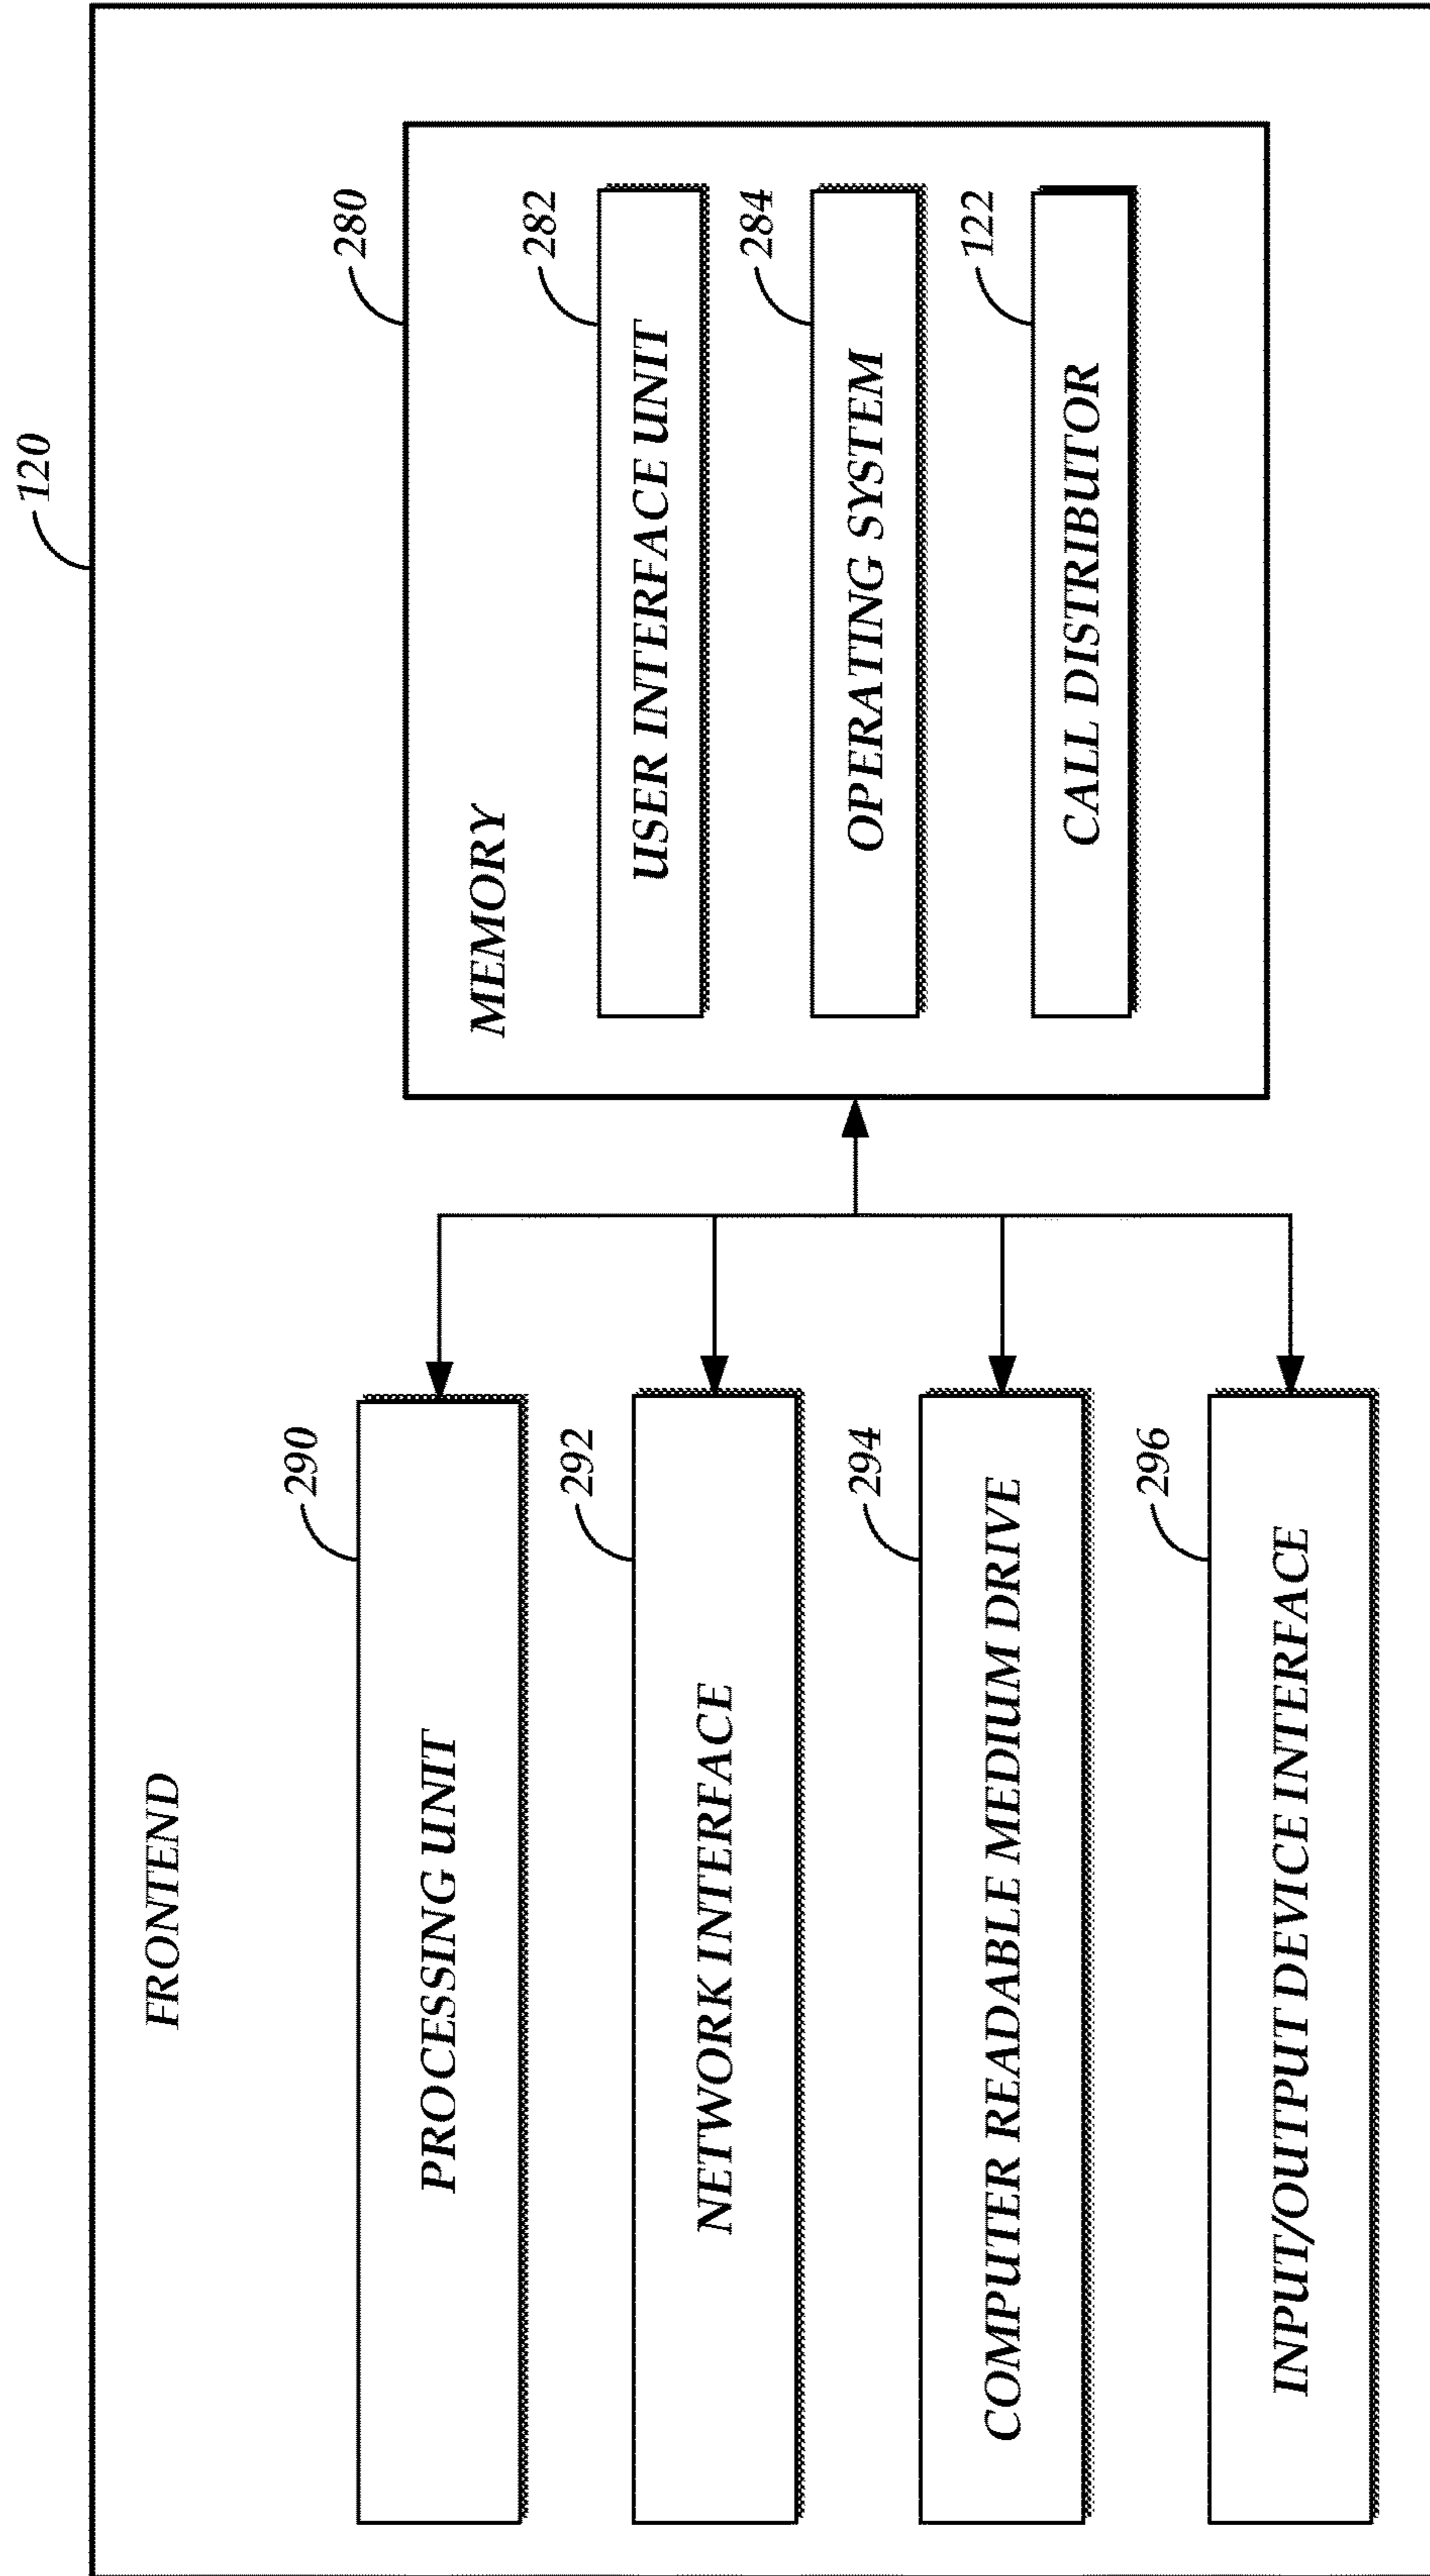 120
FRONTEND
290
PROCESSING UNIT
292
NETWORK INTERFACE
294
COMPUTER READABLE MEDIUM DRIVE
296
INPUT/OUTPUT DEVICE INTERFACE
280
MEMORY
282
USER INTERFACE UNIT
284
OPERATING SYSTEM
122
CALL DISTRIBUTOR